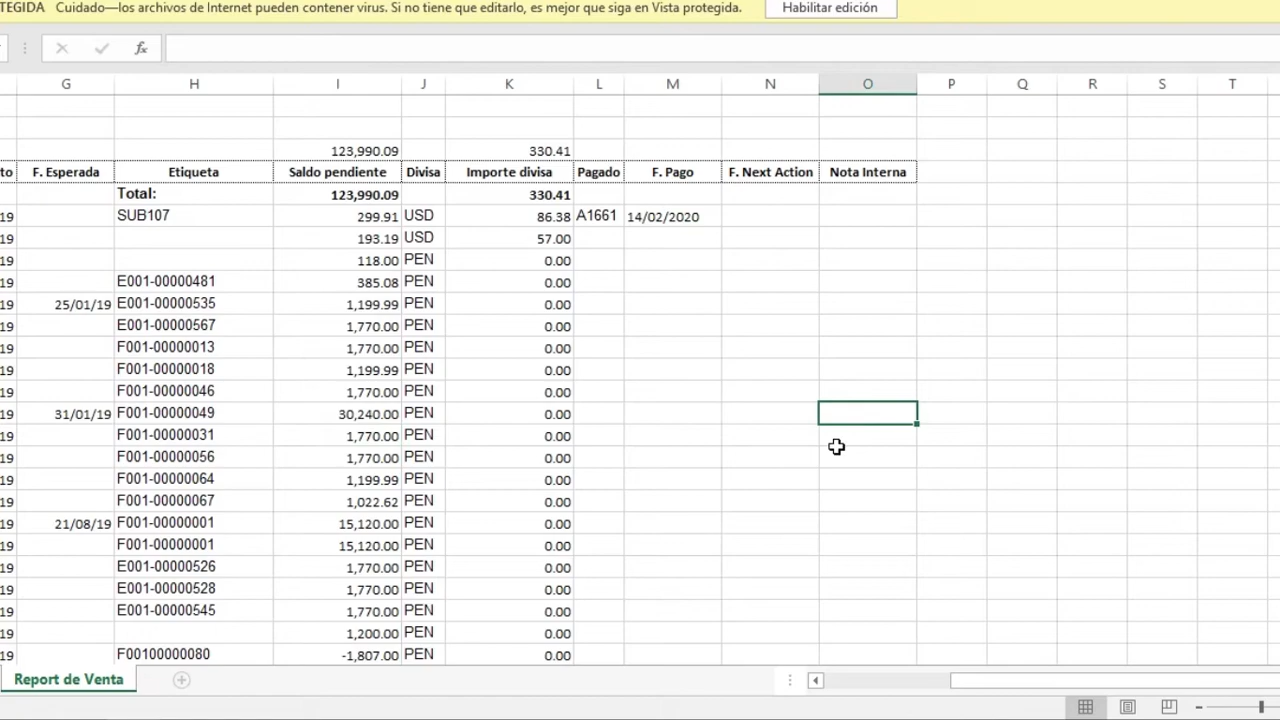 TEGIDA Cuidado—los archivos de Internet pueden contener virus. Si no tiene que editarlo, es mejor que siga en Vista protegida. Habilitar edición
fx
G H I J K L M N O P Q R S T
123,990.09 330.41
to F. Esperada Etiqueta Saldo pendiente Divisa Importe divisa Pagado F. Pago F. Next Action Nota Interna
Total: 123,990.09 330.41
19 SUB107 299.91 USD 86.38 A1661 14/02/2020
19 193.19 USD 57.00
19 118.00 PEN 0.00
19 E001-00000481 385.08 PEN 0.00
19 25/01/19 E001-00000535 1,199.99 PEN 0.00
19 E001-00000567 1,770.00 PEN 0.00
19 F001-00000013 1,770.00 PEN 0.00
19 F001-00000018 1,199.99 PEN 0.00
19 F001-00000046 1,770.00 PEN 0.00
19 31/01/19 F001-00000049 30,240.00 PEN 0.00
19 F001-00000031 1,770.00 PEN 0.00
19 F001-00000056 1,770.00 PEN 0.00
19 F001-00000064 1,199.99 PEN 0.00
19 F001-00000067 1,022.62 PEN 0.00
19 21/08/19 F001-00000001 15,120.00 PEN 0.00
19 F001-00000001 15,120.00 PEN 0.00
19 E001-00000526 1,770.00 PEN 0.00
19 E001-00000528 1,770.00 PEN 0.00
19 E001-00000545 1,770.00 PEN 0.00
19 1,200.00 PEN 0.00
19 F00100000080 -1,807.00 PEN 0.00
Report de Venta